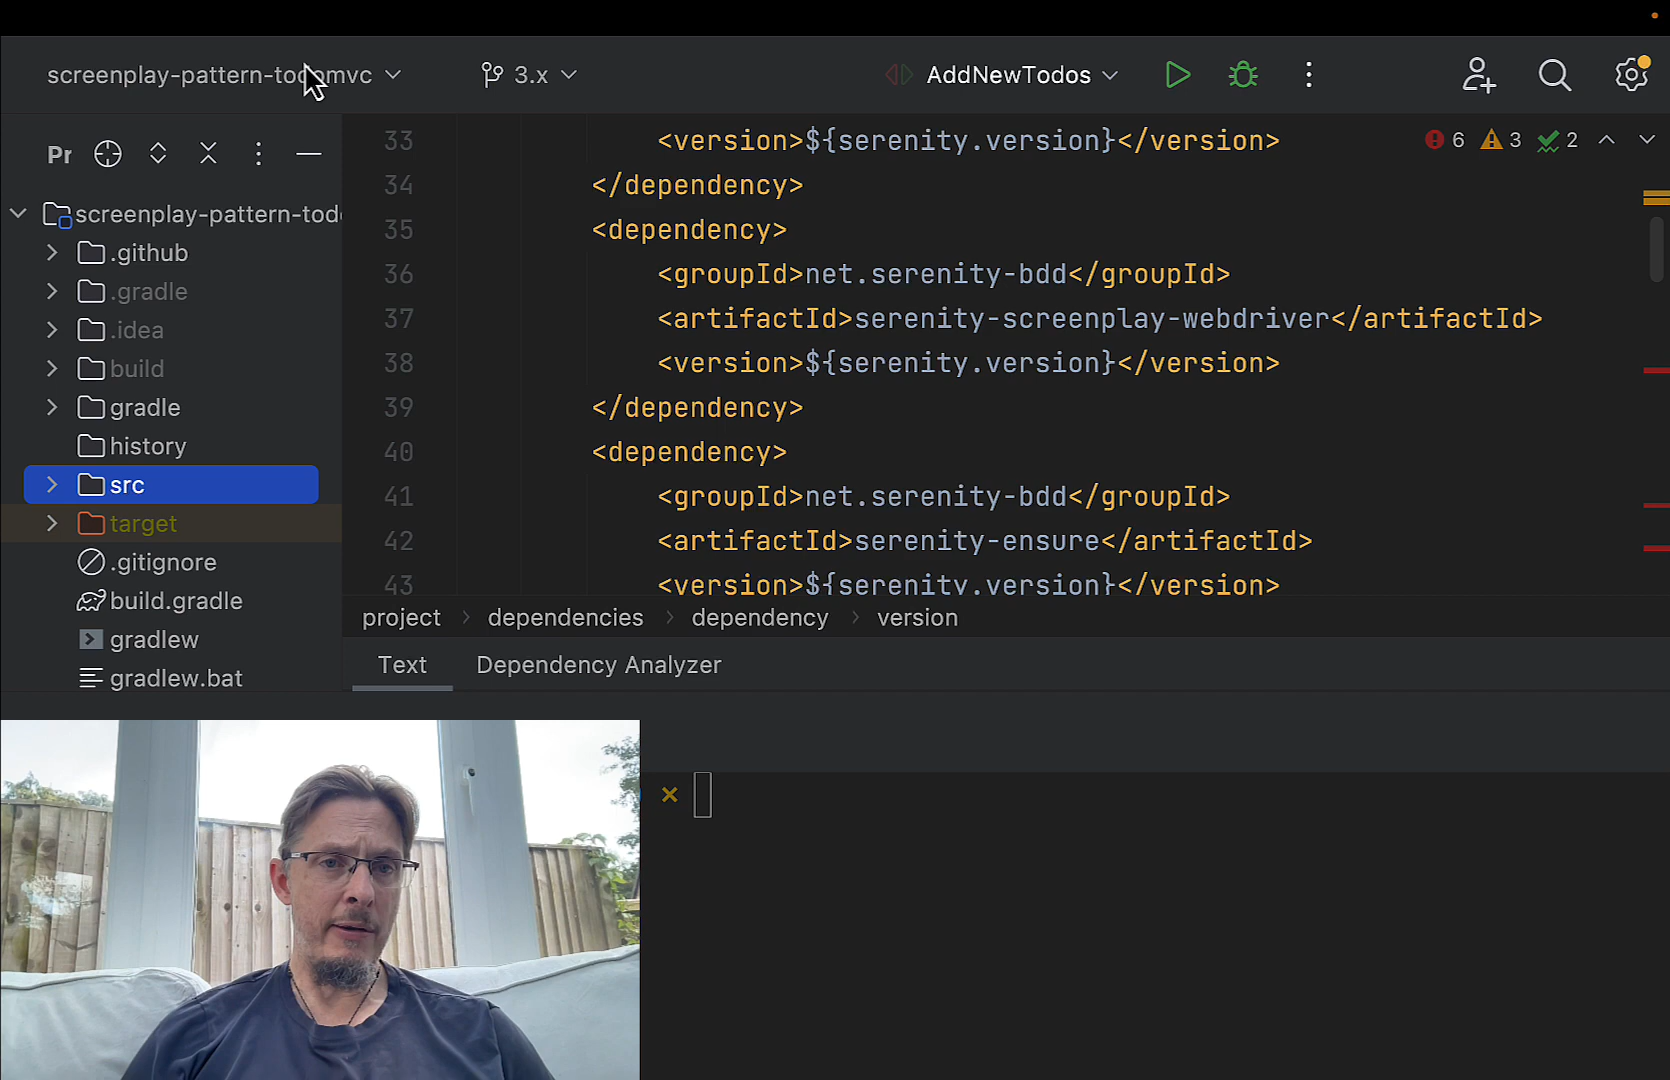 screenplay-pattern-todomvc
3.x
AddNewTodos
Pr
screenplay-pattern-tod
.github
.gradle
.idea
build
gradle
history
src
target
.gitignore
build.gradle
gradlew
gradlew.bat
6 3 2
33 <version>${serenity.version}</version>
34 </dependency>
35 <dependency>
36 <groupId>net.serenity-bdd</groupId>
37 <artifactId>serenity-screenplay-webdriver</artifactId>
38 <version>${serenity.version}</version>
39 </dependency>
40 <dependency>
41 <groupId>net.serenity-bdd</groupId>
42 <artifactId>serenity-ensure</artifactId>
43 <version>${serenity.version}</version>
project > dependencies > dependency > version
Text Dependency Analyzer